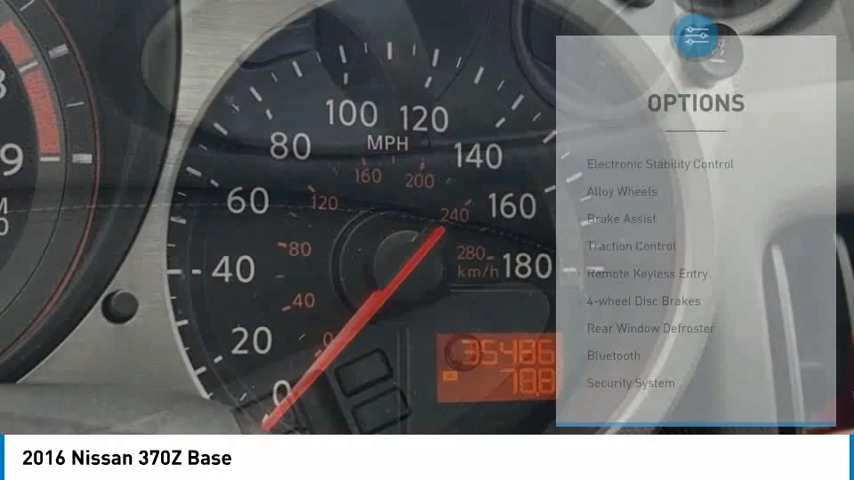 100 120
MPH
80 140
160 200
60 120 240 160
80 280
40 km/h 180
40
20 0
0
35486
78.8
9
OPTIONS
Electronic Stability Control
Alloy Wheels
Brake Assist
Traction Control
Remote Keyless Entry
4-wheel Disc Brakes
Rear Window Defroster
Bluetooth
Security System
2016 Nissan 370Z Base